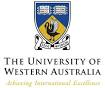 THE UNIVERSITY OF
WESTERN AUSTRALIA
Achieving International Excellence